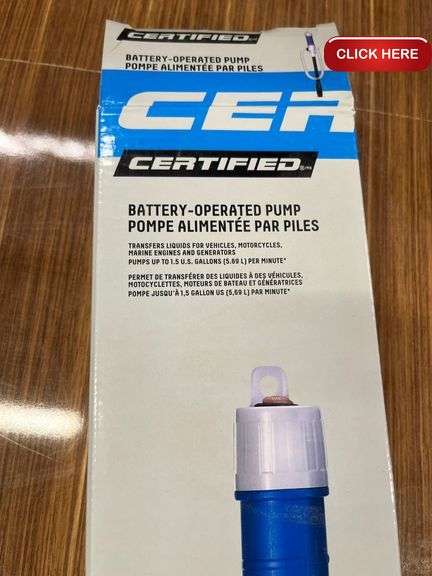 CERTIFIED
BATTERY-OPERATED PUMP
POMPE ALIMENTÉE PAR PILES
CLICK HERE
CER
CERTIFIED
BATTERY-OPERATED PUMP
POMPE ALIMENTÉE PAR PILES
TRANSFERS LIQUIDS FOR VEHICLES, MOTORCYCLES,
MARINE ENGINES AND GENERATORS
PUMPS UP TO 1.5 U.S. GALLONS (5.69 L) PER MINUTE*
PERMET DE TRANSFÉRER DES LIQUIDES À DES VÉHICULES,
MOTOCYCLETTES, MOTEURS DE BATEAU ET GÉNÉRATRICES
POMPE JUSQU'À 1,5 GALLON US (5,69 L) PAR MINUTE*